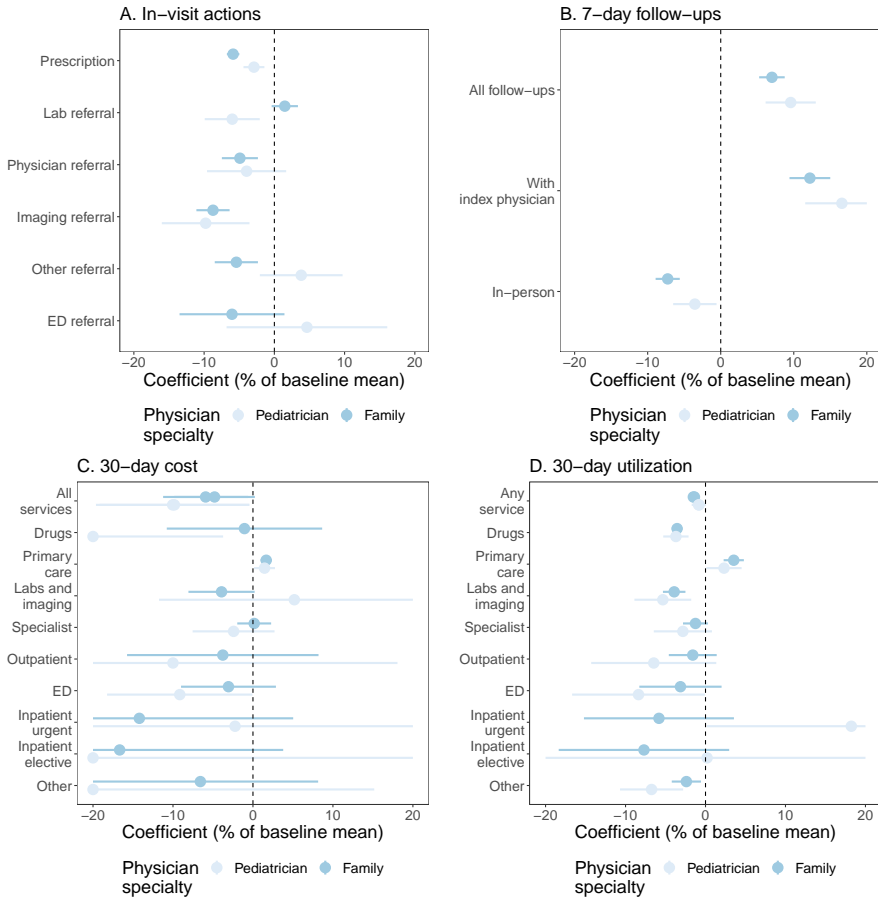 A. In−visit actions
Prescription
Lab referral
Physician referral
Imaging referral
Other referral
ED referral
−20 −10 0 10 20
Coefficient (% of baseline mean)
Physician
specialty
Pediatrician Family
B. 7−day follow−ups
All follow−ups
With
index physician
In−person
−20 −10 0 10 20
Coefficient (% of baseline mean)
Physician
specialty
Pediatrician Family
C. 30−day cost
All
services
Drugs
Primary
care
Labs and
imaging
Specialist
Outpatient
ED
Inpatient
urgent
Inpatient
elective
Other
−20 −10 0 10 20
Coefficient (% of baseline mean)
Physician
specialty
Pediatrician Family
D. 30−day utilization
Any
service
Drugs
Primary
care
Labs and
imaging
Specialist
Outpatient
ED
Inpatient
urgent
Inpatient
elective
Other
−20 −10 0 10 20
Coefficient (% of baseline mean)
Physician
specialty
Pediatrician Family